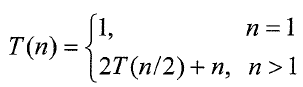 T(n) = { 1, n = 1
2T(n/2) + n, n > 1